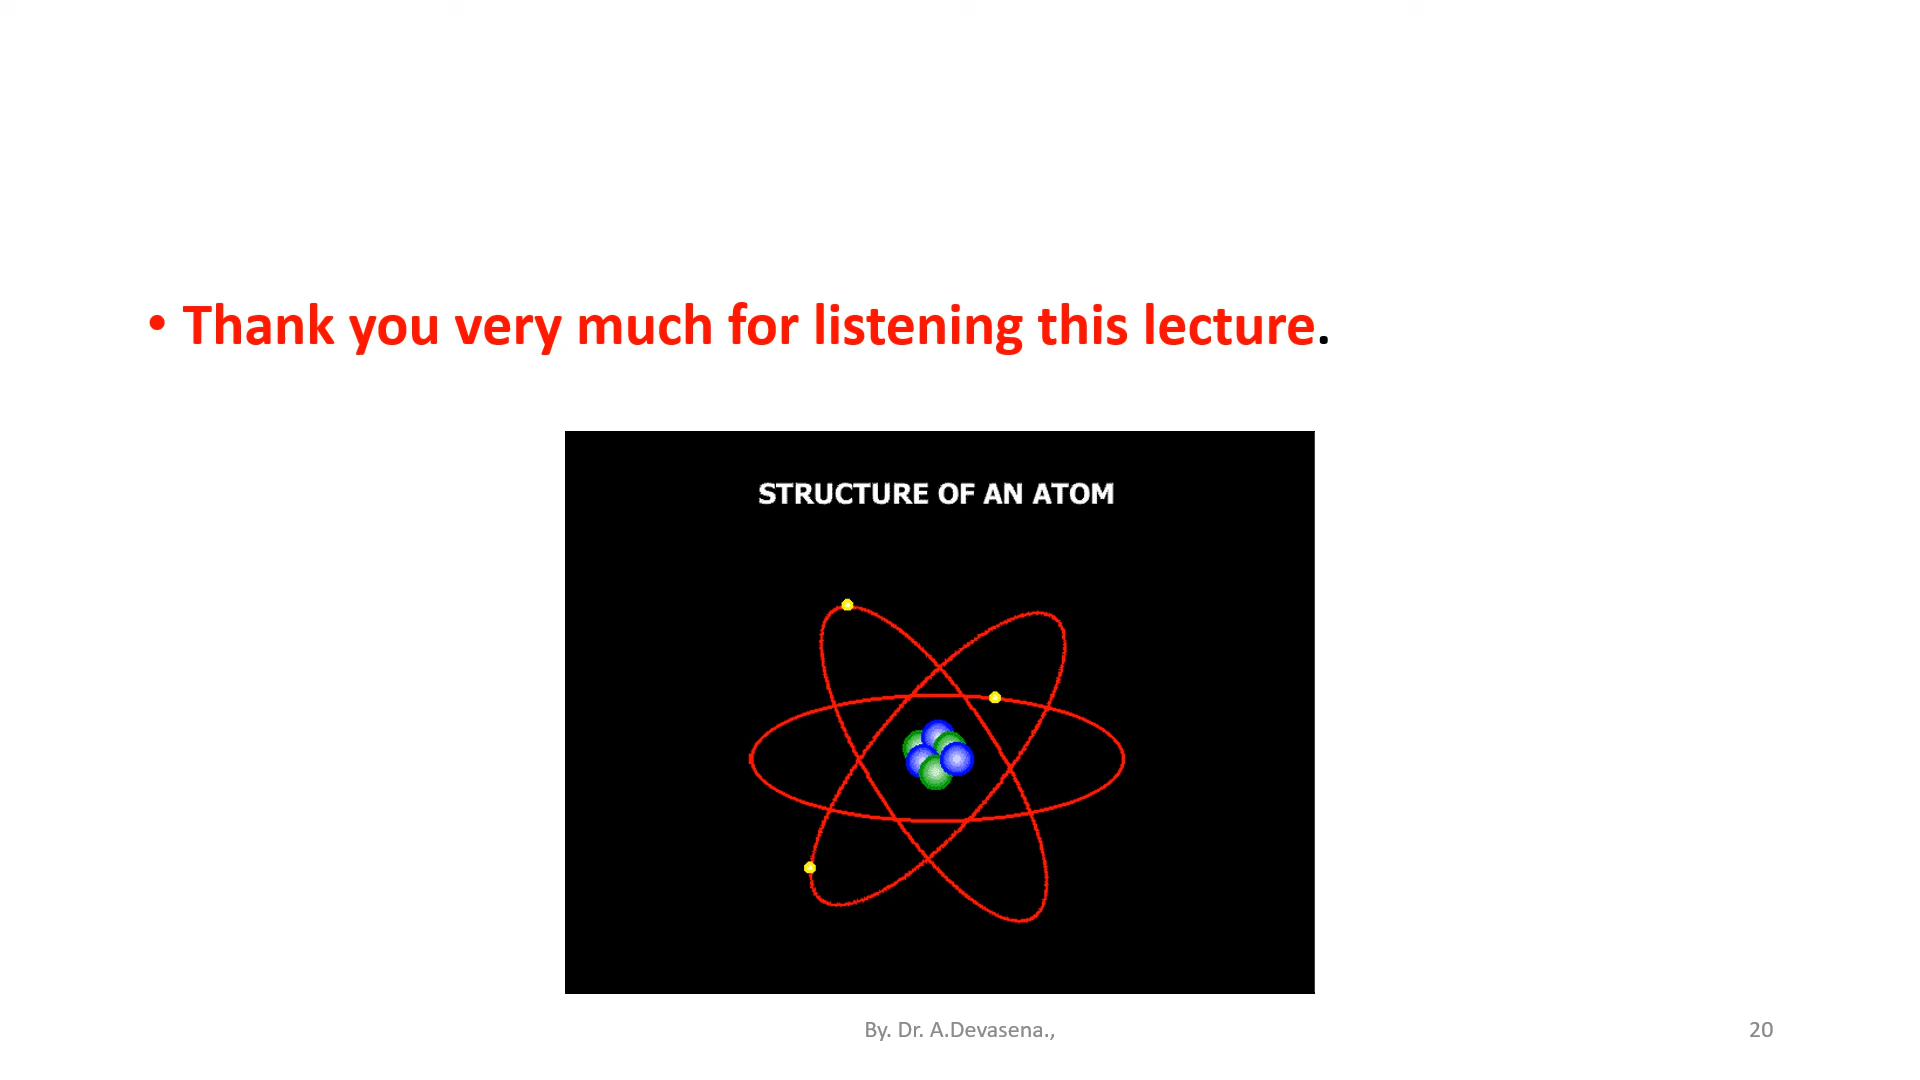 • Thank you very much for listening this lecture.
STRUCTURE OF AN ATOM
By. Dr. A.Devasena.,
20